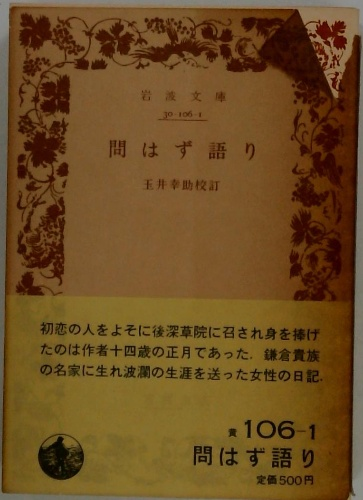 岩波文庫
30-106-1
問はず語り
玉井幸助校訂
初恋の人をよそに後深草院に召され身を捧げ
たのは作者十四歳の正月であった. 鎌倉貴族
の名家に生れ波瀾の生涯を送った女性の日記.
黄 106-1
問はず語り
定価500円